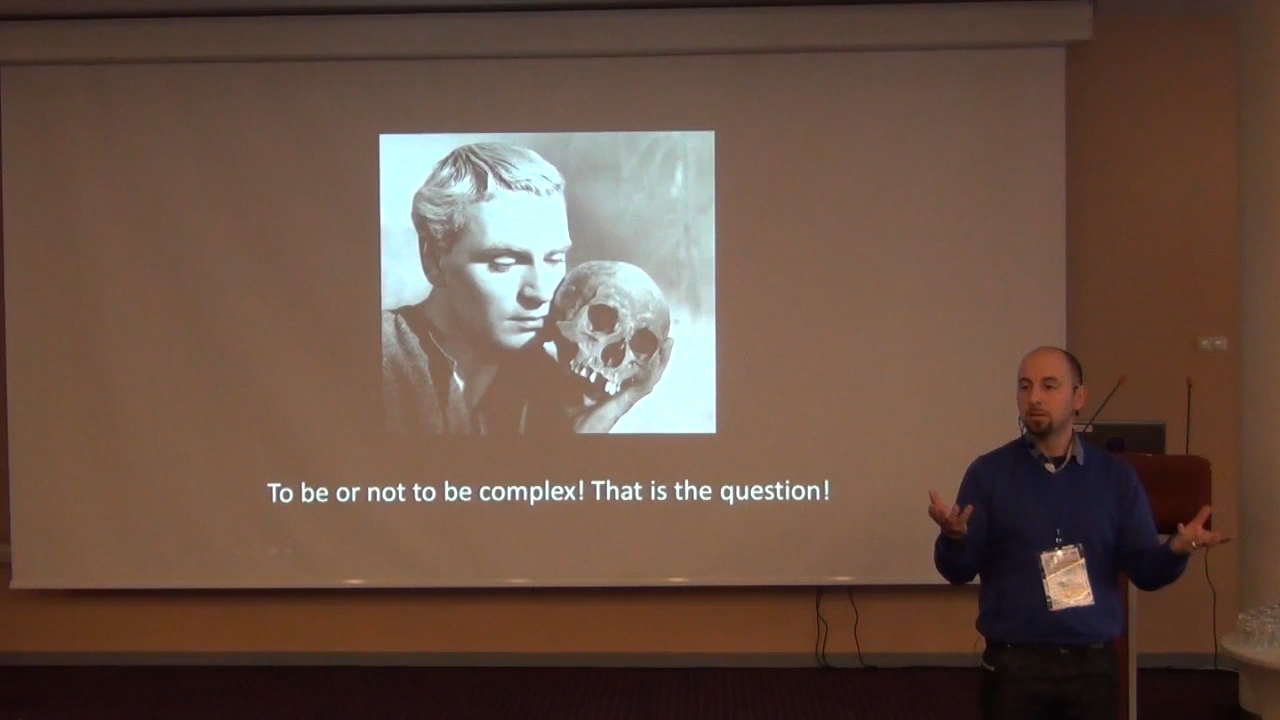 To be or not to be complex! That is the question!